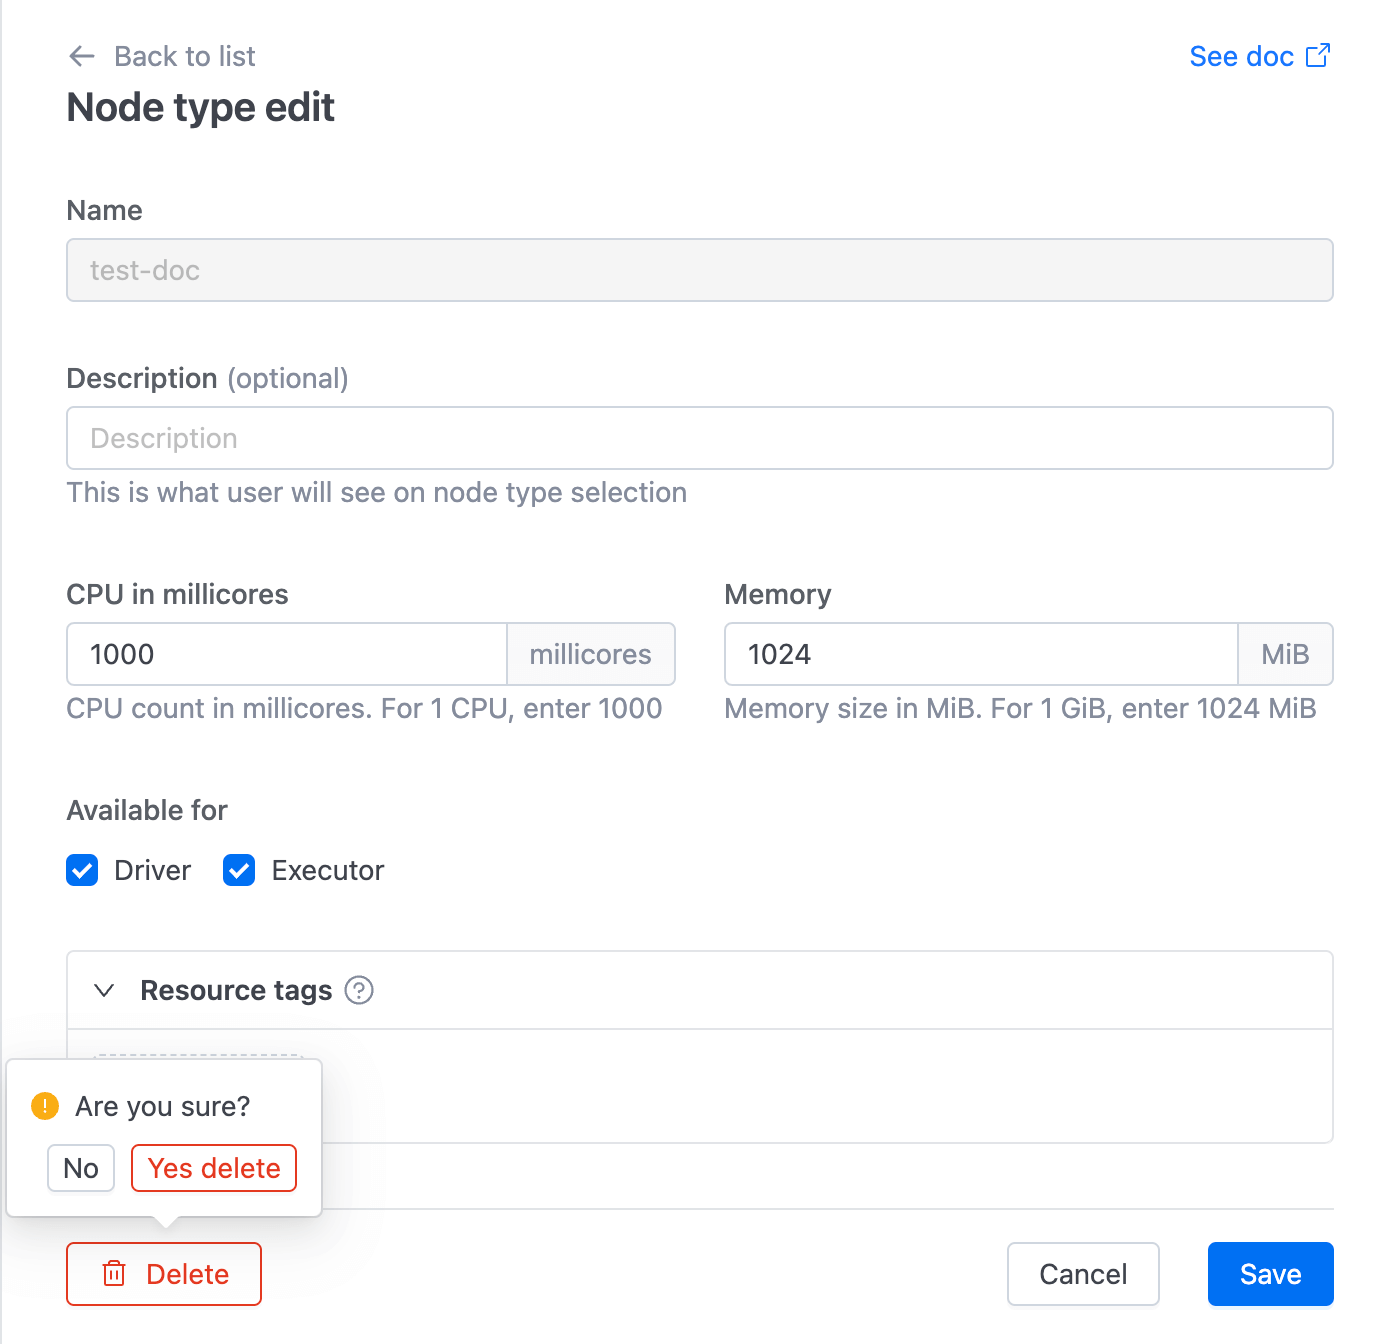 Back to list
See doc
Node type edit
Name
test-doc
Description (optional)
Description
This is what user will see on node type selection
CPU in millicores
1000 millicores
CPU count in millicores. For 1 CPU, enter 1000
Memory
1024 MiB
Memory size in MiB. For 1 GiB, enter 1024 MiB
Available for
Driver Executor
Resource tags ?
! Are you sure?
No Yes delete
Delete Cancel Save